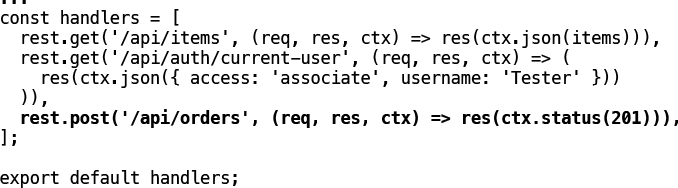 ...
const handlers = [
  rest.get('/api/items', (req, res, ctx) => res(ctx.json(items))),
  rest.get('/api/auth/current-user', (req, res, ctx) => (
    res(ctx.json({ access: 'associate', username: 'Tester' }))
  )),
  rest.post('/api/orders', (req, res, ctx) => res(ctx.status(201))),
];

export default handlers;